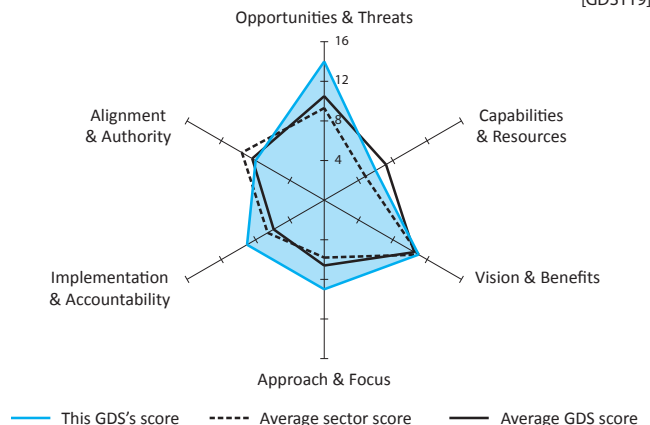 [GDS119]
Opportunities & Threats
16
12
8
4
Alignment
& Authority
Capabilities
& Resources
Implementation
& Accountability
Vision & Benefits
Approach & Focus
This GDS's score
Average sector score
Average GDS score